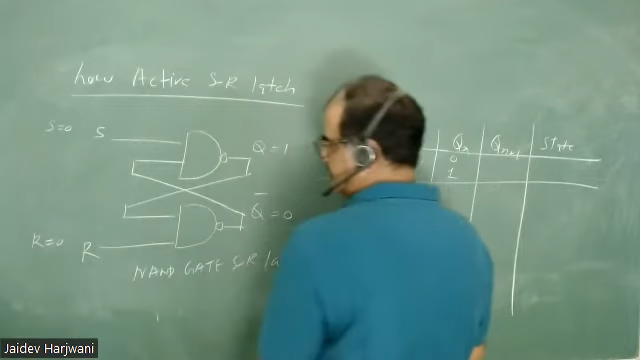 Low Active S-R latch
S=0 S Q = 1
R=0 R Q̅ = 0
NAND GATE S-R
Qn Qn+1 State
0
1
Jaidev Harjwani